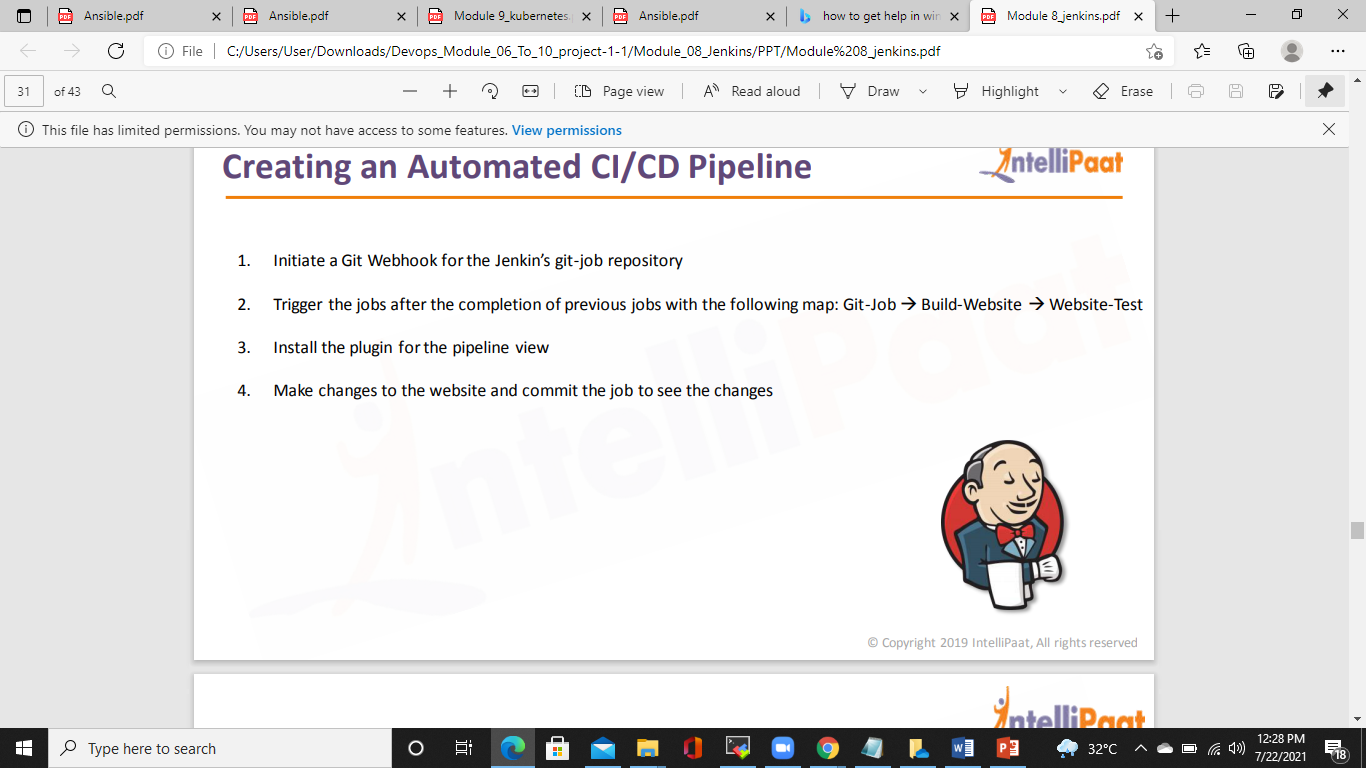 Ansible.pdf
Ansible.pdf
Module 9_kubernetes.
Ansible.pdf
how to get help in win
Module 8_jenkins.pdf
File
C:/Users/User/Downloads/Devops_Module_06_To_10_project-1-1/Module_08_Jenkins/PPT/Module%208_jenkins.pdf
31 of 43
Page view
Read aloud
Draw
Highlight
Erase
This file has limited permissions. You may not have access to some features. View permissions
Creating an Automated CI/CD Pipeline
IntelliPaat
1. Initiate a Git Webhook for the Jenkin’s git-job repository
2. Trigger the jobs after the completion of previous jobs with the following map: Git-Job → Build-Website → Website-Test
3. Install the plugin for the pipeline view
4. Make changes to the website and commit the job to see the changes
IntelliPaat
© Copyright 2019 IntelliPaat, All rights reserved
IntelliPaat
Type here to search
32°C
12:28 PM
7/22/2021
18